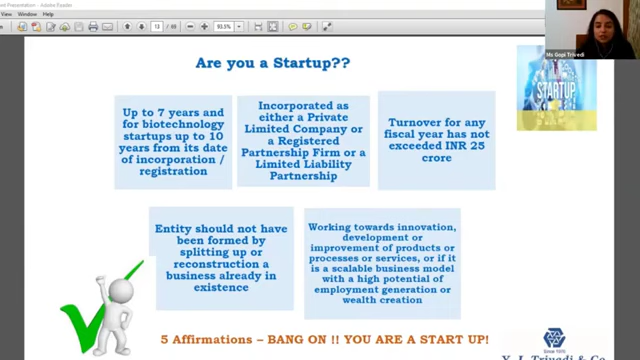 Presentation - Adobe Reader
View Window Help
13 / 69
93.5%
Ms Gopi Trivedi
Are you a Startup??
STARTUP
Up to 7 years and
for biotechnology
startups up to 10
years from its date
of incorporation /
registration
Incorporated as
either a Private
Limited Company or
a Registered
Partnership Firm or a
Limited Liability
Partnership
Turnover for any
fiscal year has not
exceeded INR 25
crore
Entity should not have
been formed by
splitting up or
reconstruction a
business already in
existence
Working towards innovation,
development or
improvement of products or
processes or services, or if it
is a scalable business model
with a high potential of
employment generation or
wealth creation
5 Affirmations – BANG ON !! YOU ARE A START UP!
Y. J. Trivedi & Co.